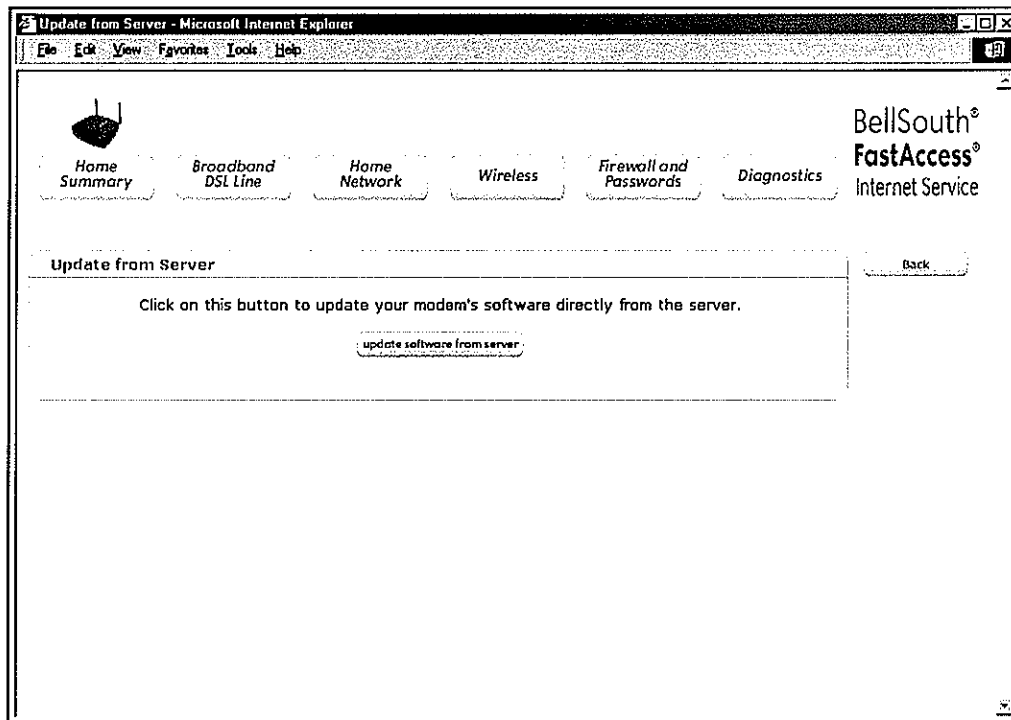 Update from Server - Microsoft Internet Explorer
File Edit View Favorites Tools Help
BellSouth®
FastAccess®
Internet Service
Home Summary
Broadband DSL Line
Home Network
Wireless
Firewall and Passwords
Diagnostics
Update from Server
Back
Click on this button to update your modem's software directly from the server.
update software from server